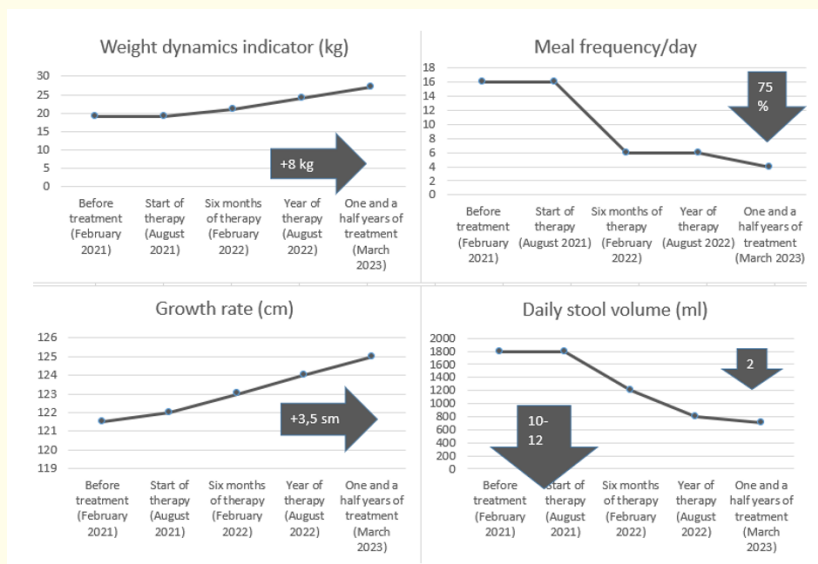 Weight dynamics indicator (kg)
30
25
20
15
10
5
0
+8 kg
Before
treatment
(February
2021)
Start of
therapy
(August
2021)
Six months
of therapy
(February
2022)
Year of
therapy
(August
2022)
One and a
half years of
treatment
(March
2023)
Meal frequency/day
18
16
14
12
10
8
6
4
2
0
75
%
Before
treatment
(February
2021)
Start of
therapy
(August 2021)
Six months of
therapy
(February
2022)
Year of
therapy
(August 2022)
One and a
half years of
treatment
(March 2023)
Growth rate (cm)
126
125
124
123
122
121
120
119
+3,5 sm
Before
treatment
(February
2021)
Start of
therapy
(August
2021)
Six months
of therapy
(February
2022)
Year of
therapy
(August
2022)
One and a
half years of
treatment
(March
2023)
Daily stool volume (ml)
2000
1800
1600
1400
1200
1000
800
600
400
200
0
10-
12
2
Before
treatment
(February
2021)
Start of
therapy
(August
2021)
Six months
of therapy
(February
2022)
Year of
therapy
(August
2022)
One and a
half years of
treatment
(March
2023)